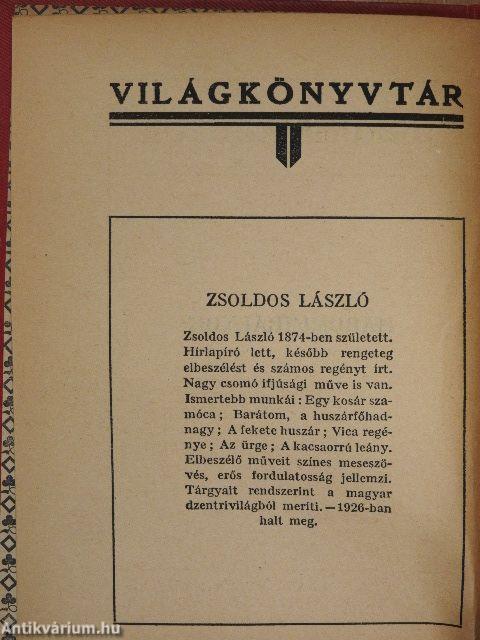 VILÁGKÖNYVTÁR
ZSOLDOS LÁSZLÓ
Zsoldos László 1874-ben született.
Hírlapíró lett, később rengeteg
elbeszélést és számos regényt írt.
Nagy csomó ifjúsági műve is van.
Ismertebb munkái: Egy kosár sza-
móca; Barátom, a huszárfőhad-
nagy; A fekete huszár; Vica regé-
nye; Az ürge; A kacsaorrú leány.
Elbeszélő műveit színes meseszö-
vés, erős fordulatosság jellemzi.
Tárgyait rendszerint a magyar
dzentrivilágból meríti. — 1926-ban
halt meg.
Antikvárium.hu